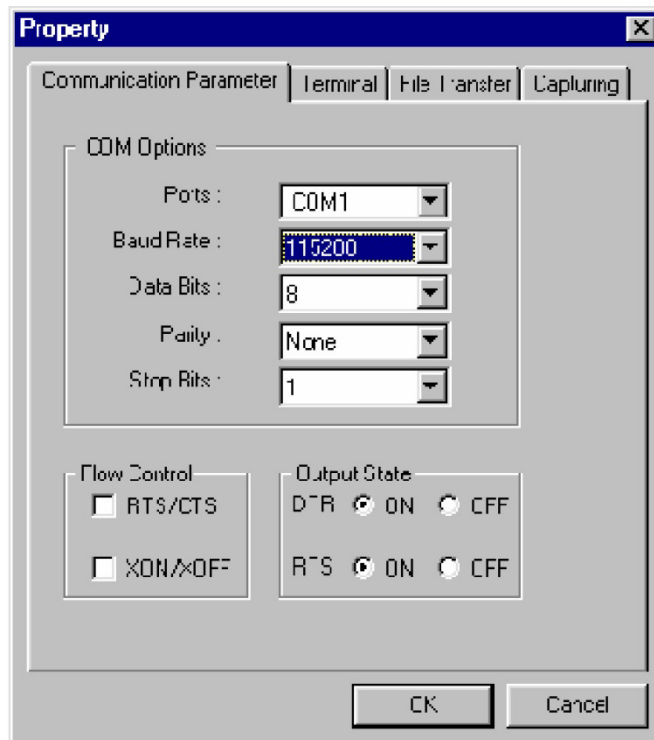 Property
Communication Parameter Terminal File Transfer Capturing
COM Options
Ports : COM1
Baud Rate : 115200
Data Bits : 8
Parity : None
Stop Bits : 1
Flow Control
RTS/CTS
XON/XOFF
Output State
DTR ON OFF
RTS ON OFF
OK Cancel